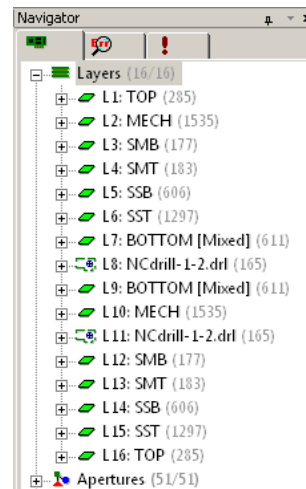 Navigator
Err
Layers (16/16)
L1: TOP (285)
L2: MECH (1535)
L3: SMB (177)
L4: SMT (183)
L5: SSB (606)
L6: SST (1297)
L7: BOTTOM [Mixed] (611)
L8: NCdrill-1-2.drl (165)
L9: BOTTOM [Mixed] (611)
L10: MECH (1535)
L11: NCdrill-1-2.drl (165)
L12: SMB (177)
L13: SMT (183)
L14: SSB (606)
L15: SST (1297)
L16: TOP (285)
Apertures (51/51)